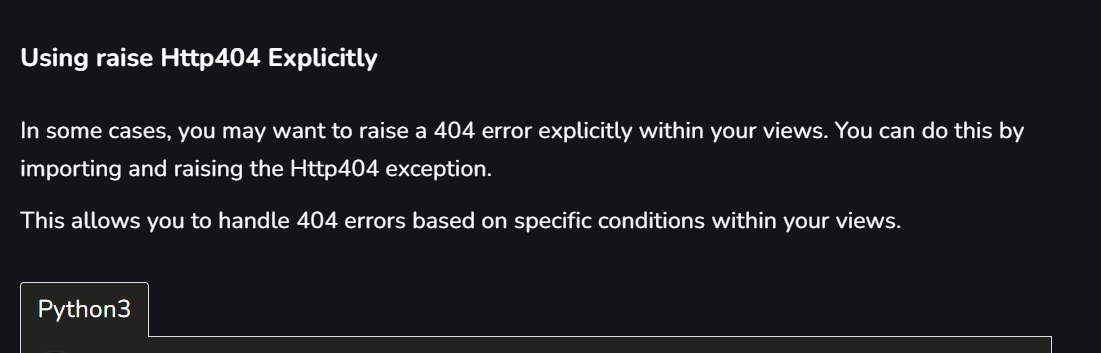 Using raise Http404 Explicitly
In some cases, you may want to raise a 404 error explicitly within your views. You can do this by
importing and raising the Http404 exception.
This allows you to handle 404 errors based on specific conditions within your views.
Python3